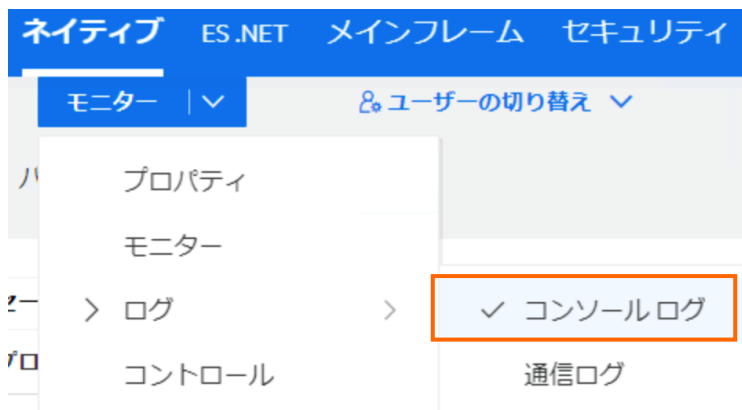 ネイティブ ES.NET メインフレーム セキュリティ
モニター ユーザーの切り替え
プロパティ
モニター
ログ コンソール ログ
コントロール 通信ログ